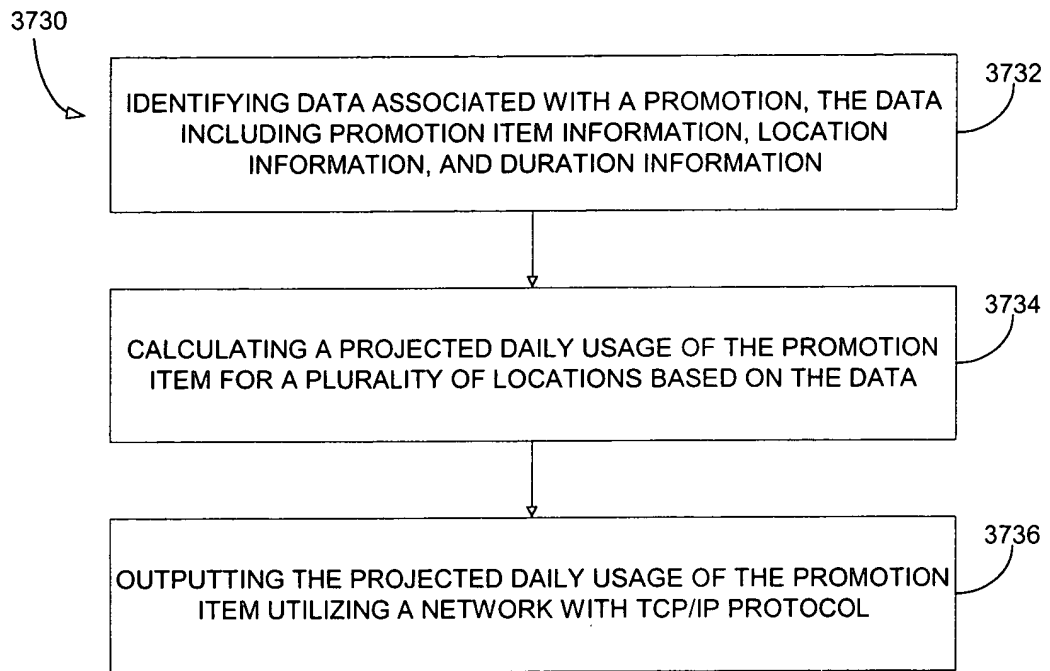 3730
3732
IDENTIFYING DATA ASSOCIATED WITH A PROMOTION, THE DATA
INCLUDING PROMOTION ITEM INFORMATION, LOCATION
INFORMATION, AND DURATION INFORMATION
3734
CALCULATING A PROJECTED DAILY USAGE OF THE PROMOTION
ITEM FOR A PLURALITY OF LOCATIONS BASED ON THE DATA
3736
OUTPUTTING THE PROJECTED DAILY USAGE OF THE PROMOTION
ITEM UTILIZING A NETWORK WITH TCP/IP PROTOCOL